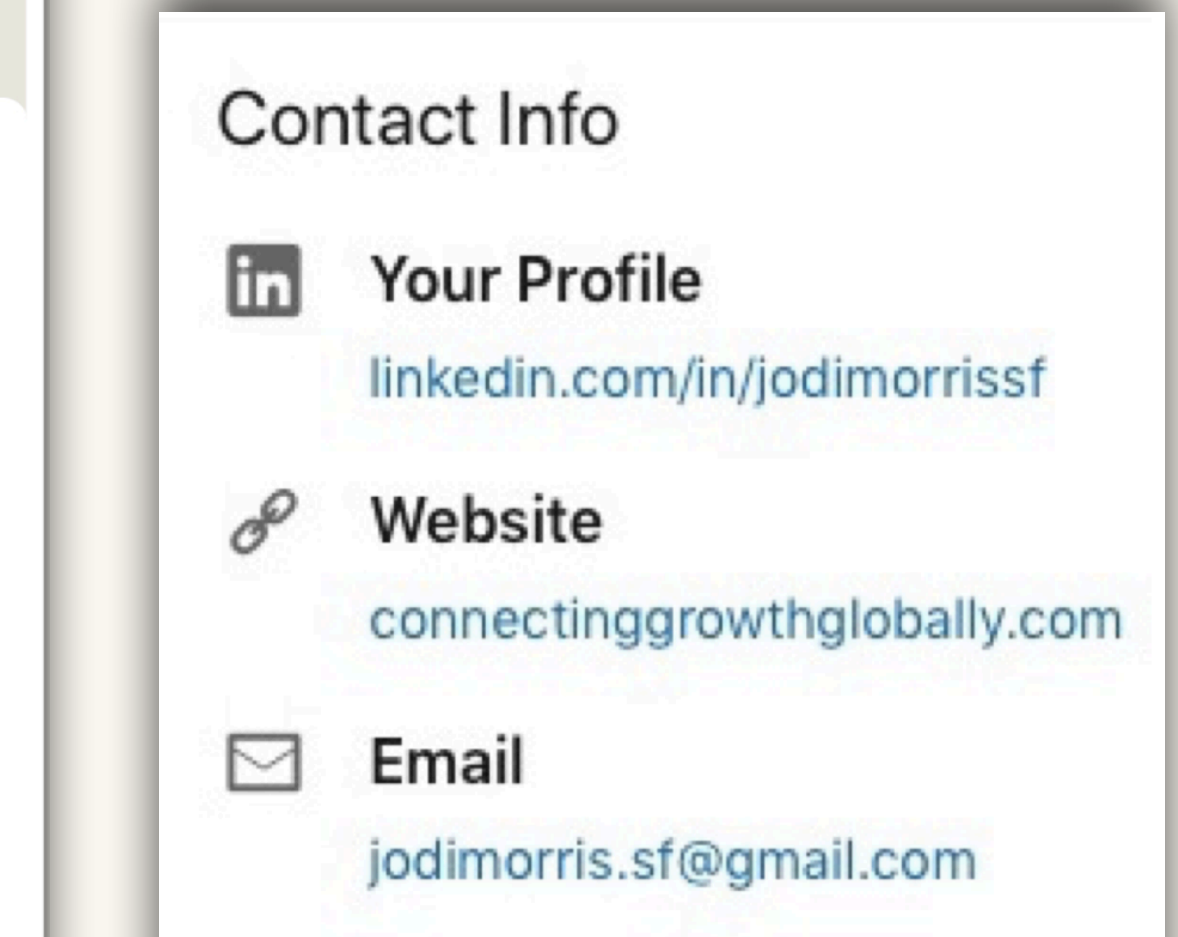 Contact Info
in
Your Profile
linkedin.com/in/jodimorrissf
Website
connectinggrowthglobally.com
Email
jodimorris.sf@gmail.com